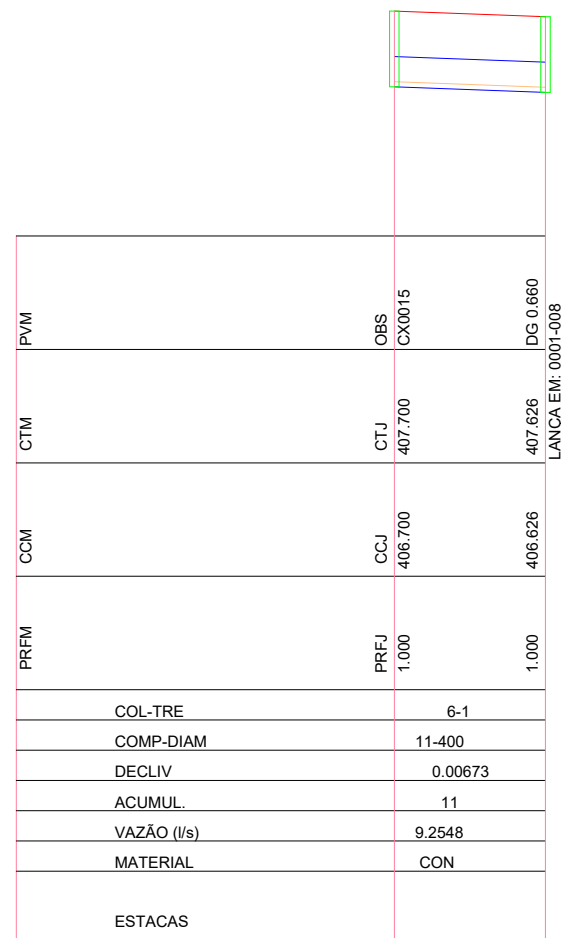 PVM OBS CX0015 DG 0.660
LANCA EM: 0001-008
CTM CTJ 407.700 407.626
CCM CCJ 406.700 406.626
PRFM PRFJ 1.000 1.000
COL-TRE 6-1
COMP-DIAM 11-400
DECLIV 0.00673
ACUMUL. 11
VAZÃO (l/s) 9.2548
MATERIAL CON
ESTACAS